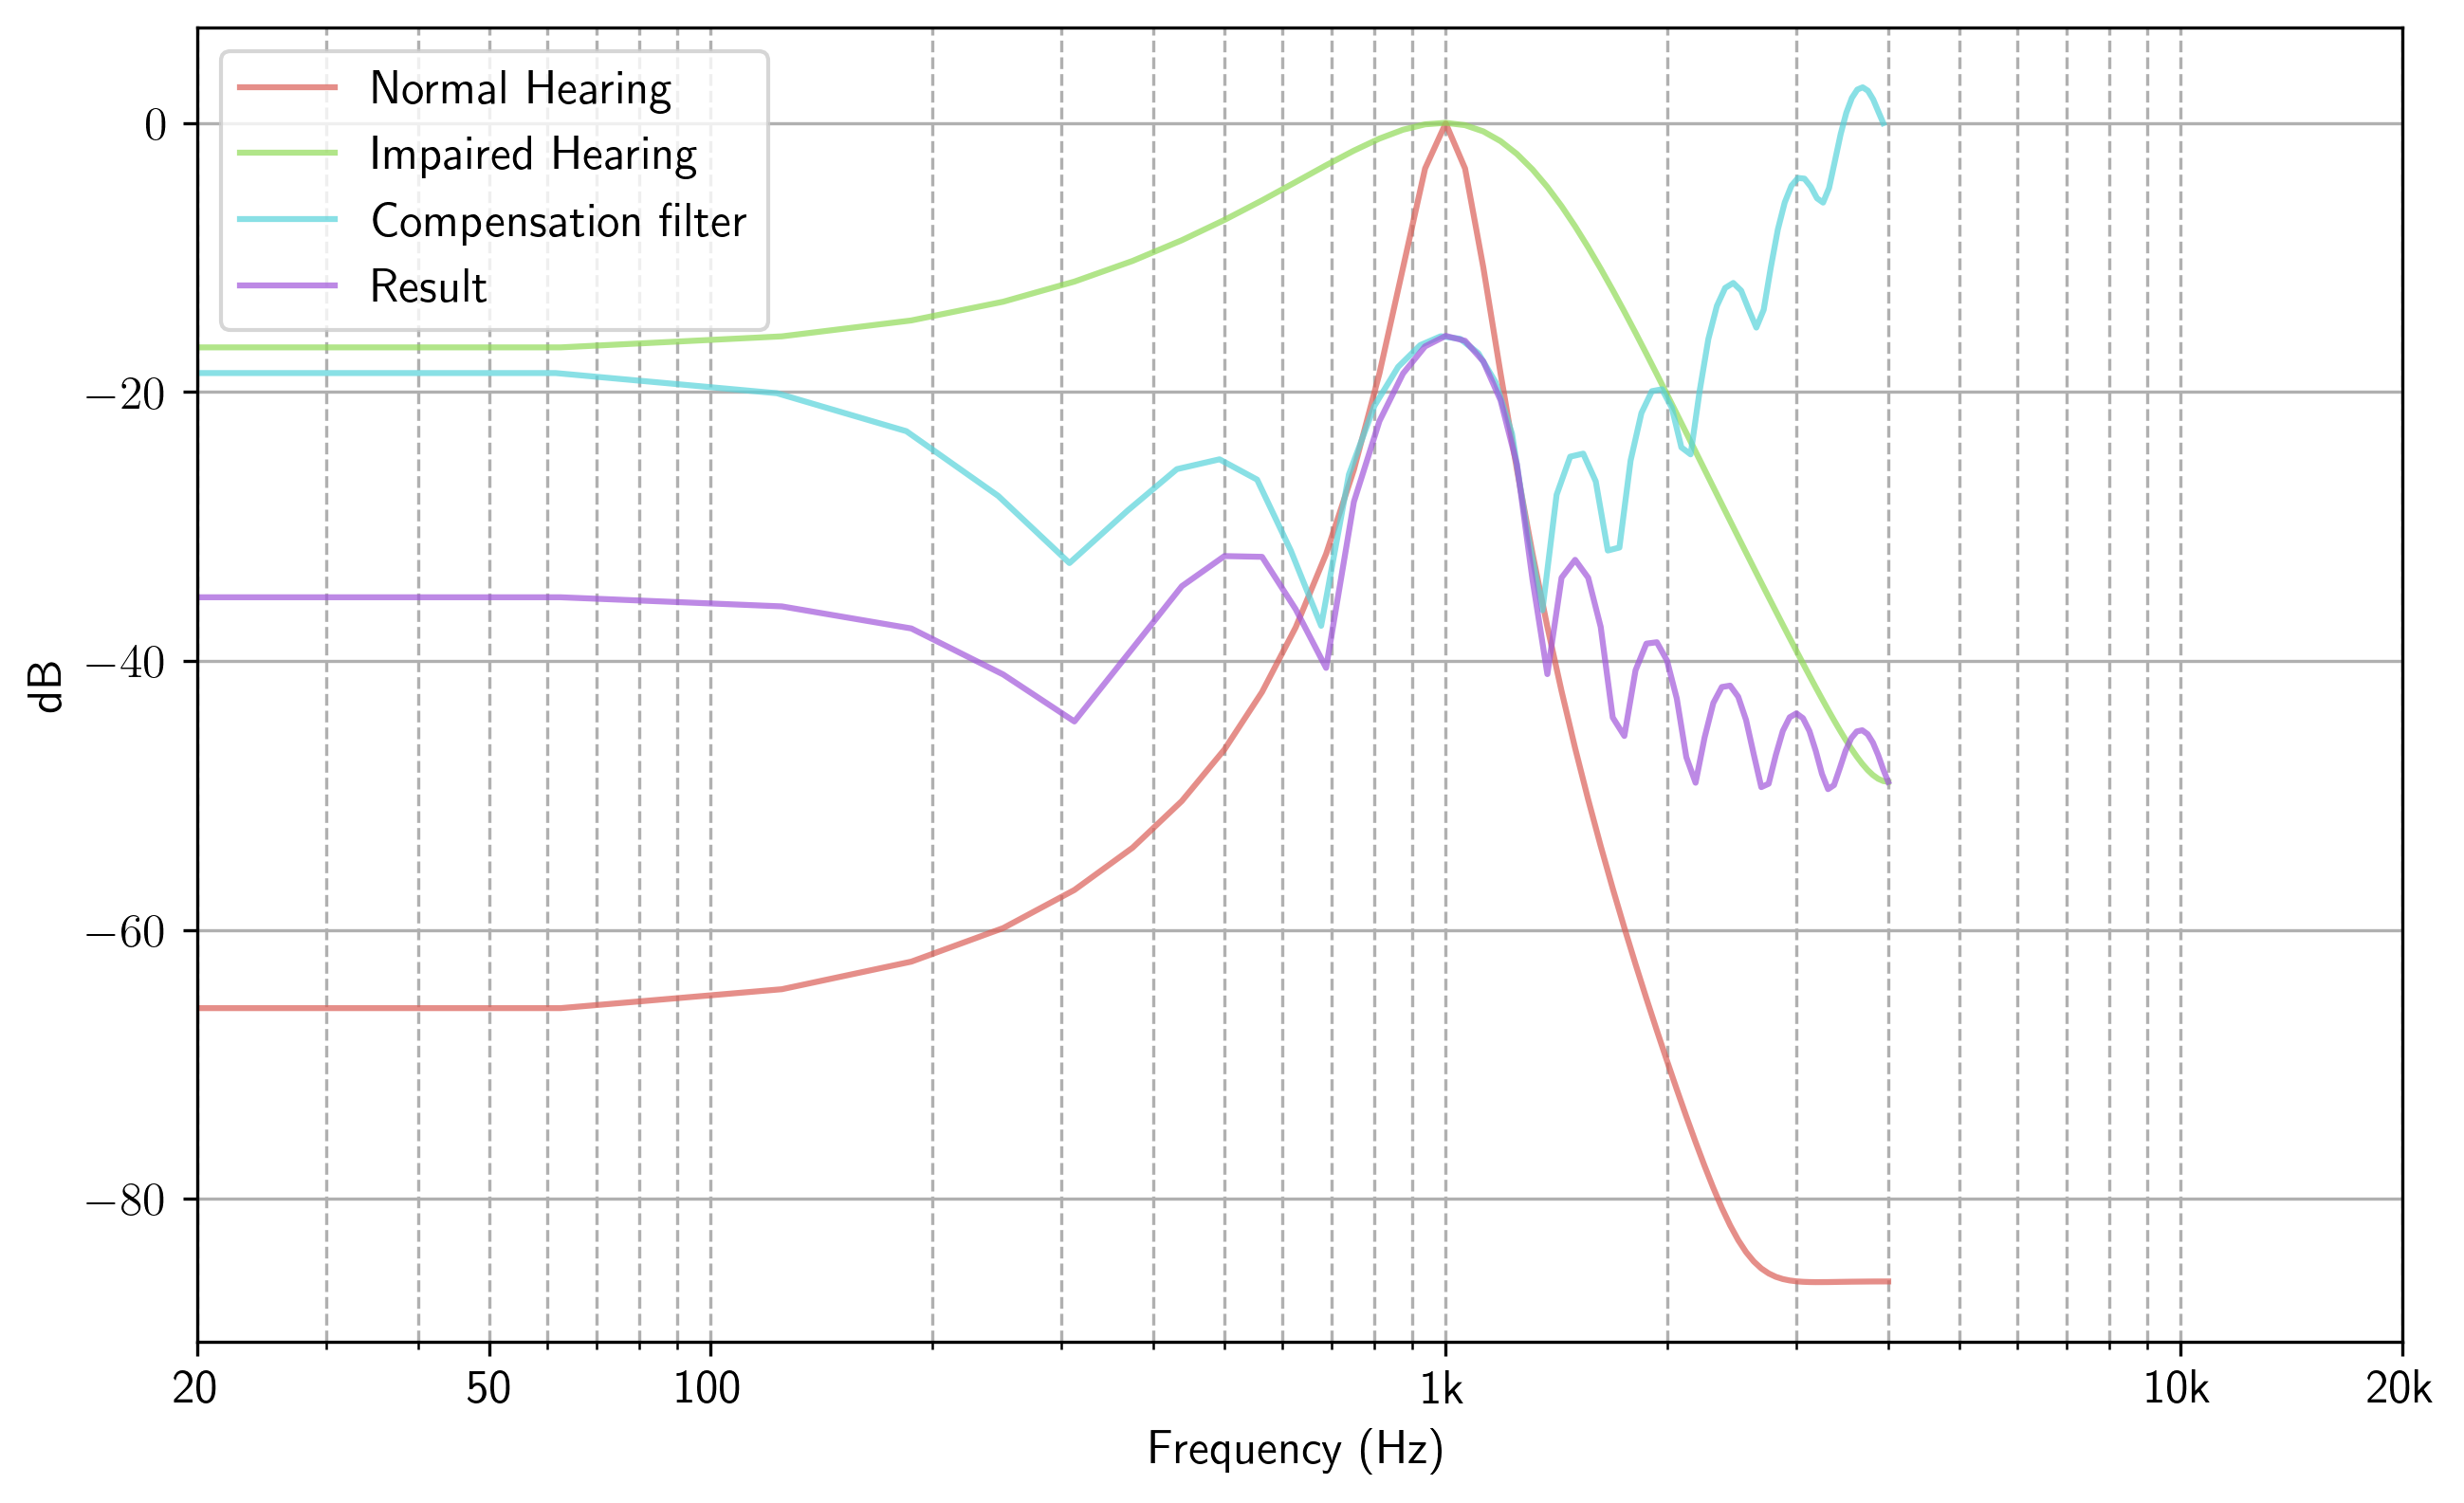 Normal Hearing
Impaired Hearing
Compensation filter
Result
0
−20
−40
−60
−80
dB
20 50 100 1k 10k 20k
Frequency (Hz)